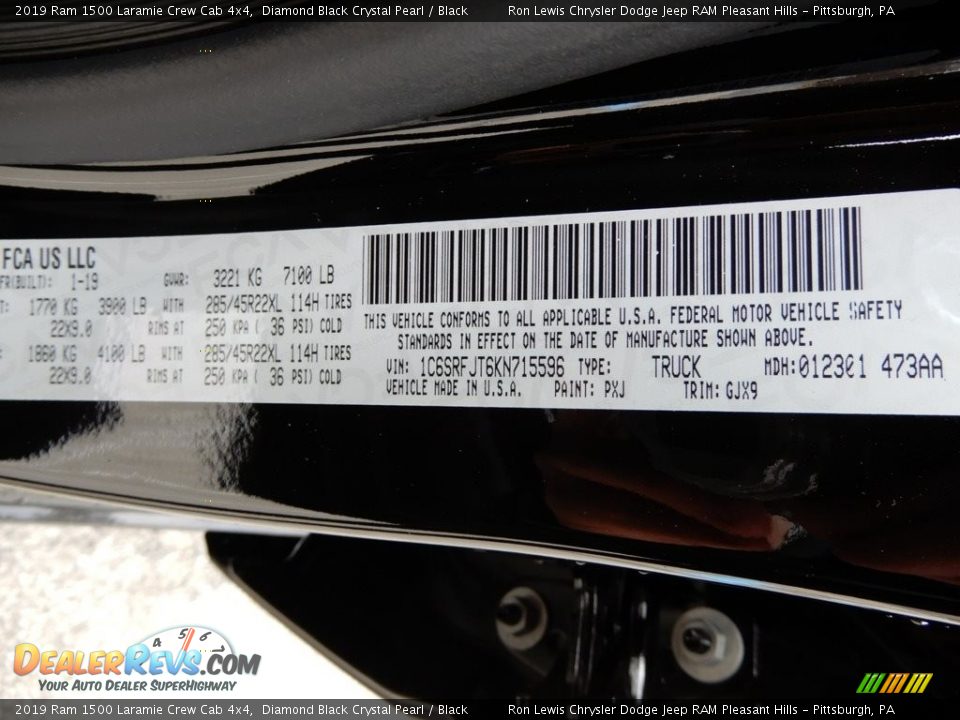 2019 Ram 1500 Laramie Crew Cab 4x4, Diamond Black Crystal Pearl / Black Ron Lewis Chrysler Dodge Jeep RAM Pleasant Hills - Pittsburgh, PA
FCA US LLC
FR(BUILT): 1-19 GVWR: 3221 KG 7100 LB
T: 1770 KG 3900 LB WITH 285/45R22XL 114H TIRES
22X9.0 RIMS AT 250 KPA ( 36 PSI) COLD
: 1860 KG 4100 LB WITH 285/45R22XL 114H TIRES
22X9.0 RIMS AT 250 KPA ( 36 PSI) COLD
THIS VEHICLE CONFORMS TO ALL APPLICABLE U.S.A. FEDERAL MOTOR VEHICLE SAFETY
STANDARDS IN EFFECT ON THE DATE OF MANUFACTURE SHOWN ABOVE.
VIN: 1C6SRFJT6KN715596 TYPE: TRUCK MDH:012301 473AA
VEHICLE MADE IN U.S.A. PAINT: PXJ TRIM: GJX9
4 5 6
DEALERREVS.COM
YOUR AUTO DEALER SUPERHIGHWAY
2019 Ram 1500 Laramie Crew Cab 4x4, Diamond Black Crystal Pearl / Black Ron Lewis Chrysler Dodge Jeep RAM Pleasant Hills - Pittsburgh, PA